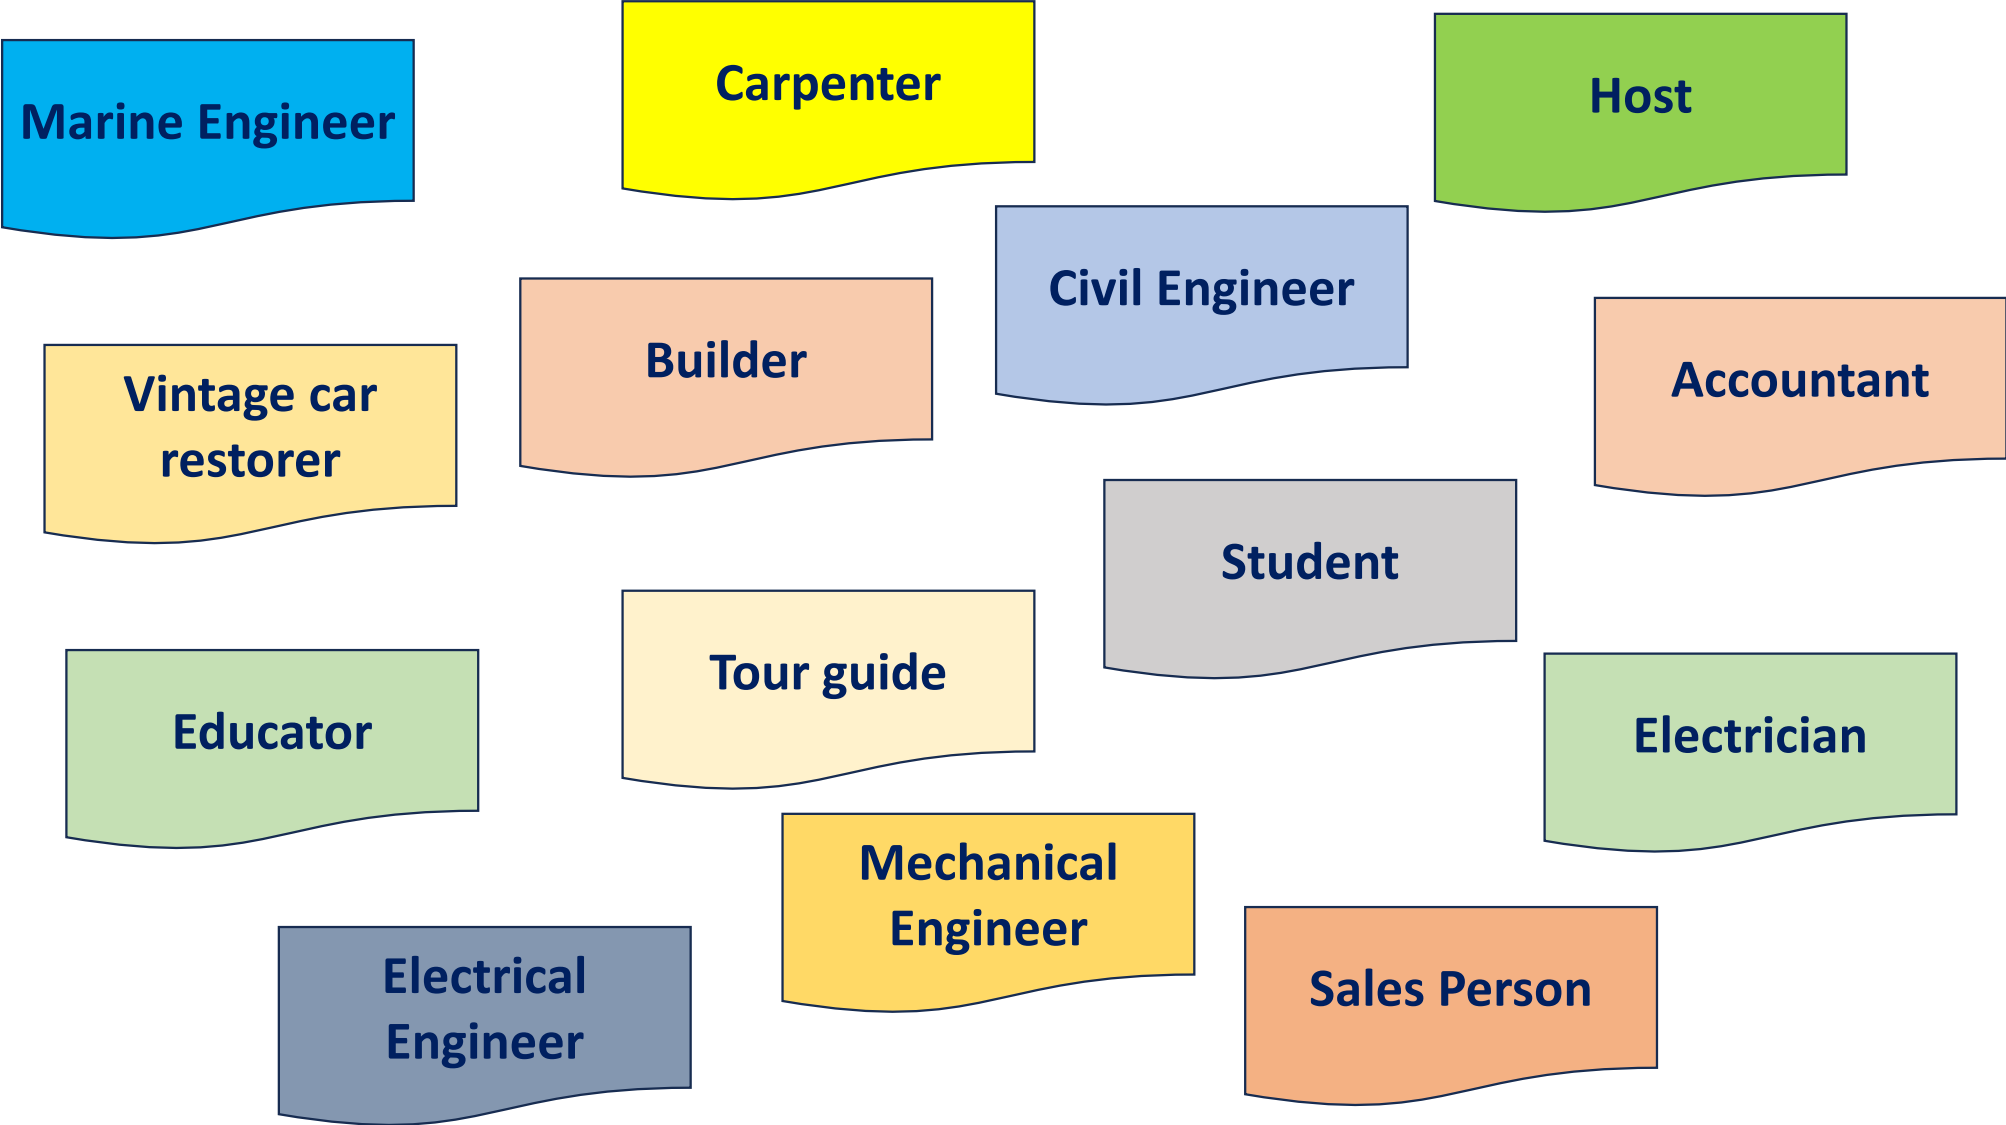 Marine Engineer
Carpenter
Host
Civil Engineer
Builder
Accountant
Vintage car
restorer
Student
Tour guide
Educator
Electrician
Mechanical
Engineer
Electrical
Engineer
Sales Person